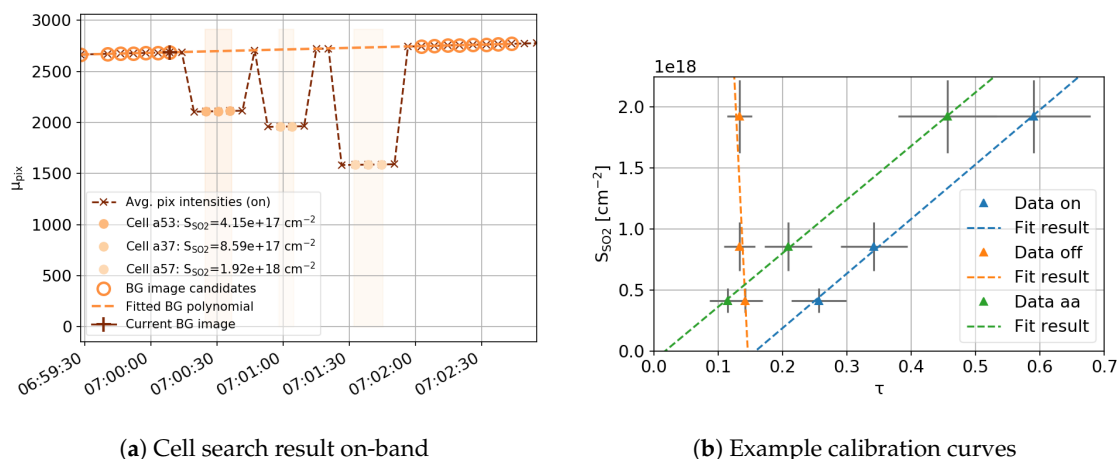 3000
2500
2000
1500
1000
500
0
μpix
Avg. pix intensities (on)
Cell a53: SSO2=4.15e+17 cm−2
Cell a37: SSO2=8.59e+17 cm−2
Cell a57: SSO2=1.92e+18 cm−2
BG image candidates
Fitted BG polynomial
Current BG image
06:59:30
07:00:00
07:00:30
07:01:00
07:01:30
07:02:00
07:02:30
(a) Cell search result on-band
1e18
2.0
1.5
1.0
0.5
0.0
SSO2 [cm−2]
Data on
Fit result
Data off
Fit result
Data aa
Fit result
0.0 0.1 0.2 0.3 0.4 0.5 0.6 0.7
τ
(b) Example calibration curves